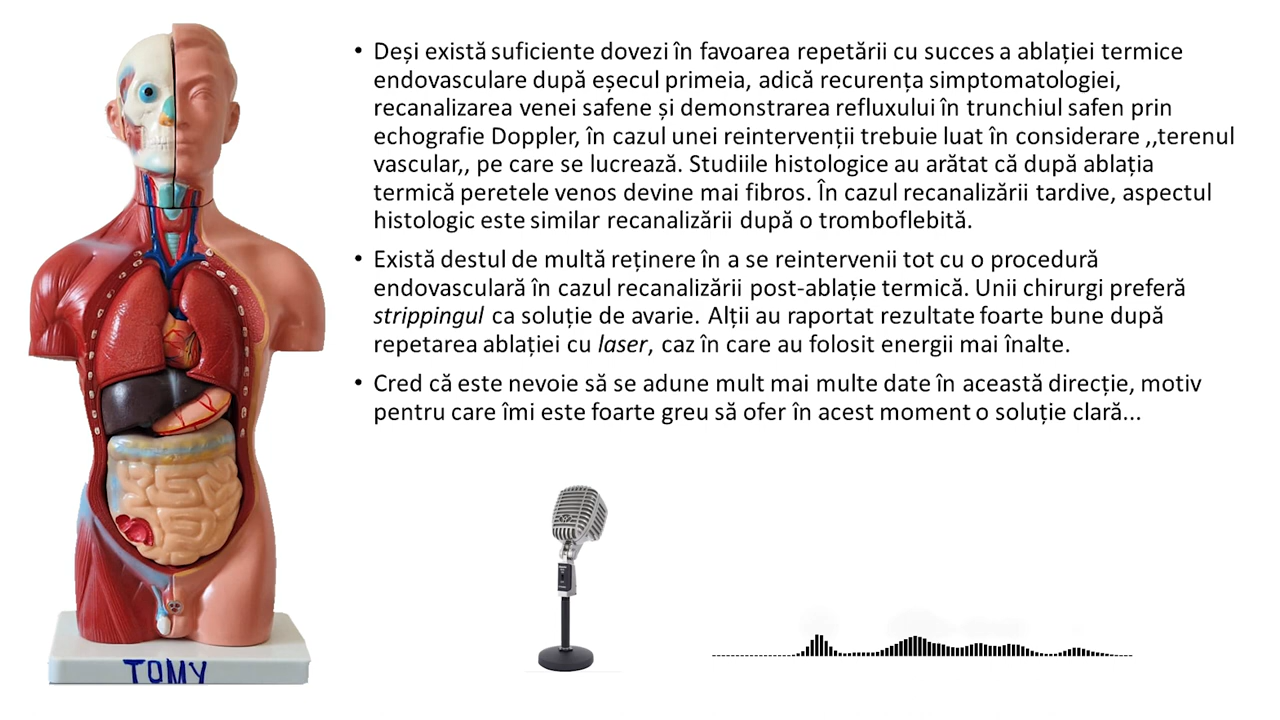 • Deși există suficiente dovezi în favoarea repetării cu succes a ablației termice
endovasculare după eșecul primeia, adică recurența simptomatologiei,
recanalizarea venei safene și demonstrarea refluxului în trunchiul safen prin
echografie Doppler, în cazul unei reintervenții trebuie luat în considerare ,,terenul
vascular,, pe care se lucrează. Studiile histologice au arătat că după ablația
termică peretele venos devine mai fibros. În cazul recanalizării tardive, aspectul
histologic este similar recanalizării după o tromboflebită.
• Există destul de multă reținere în a se reintervenii tot cu o procedură
endovasculară în cazul recanalizării post-ablație termică. Unii chirurgi preferă
strippingul ca soluție de avarie. Alții au raportat rezultate foarte bune după
repetarea ablației cu laser, caz în care au folosit energii mai înalte.
• Cred că este nevoie să se adune mult mai multe date în această direcție, motiv
pentru care îmi este foarte greu să ofer în acest moment o soluție clară...
TOMY